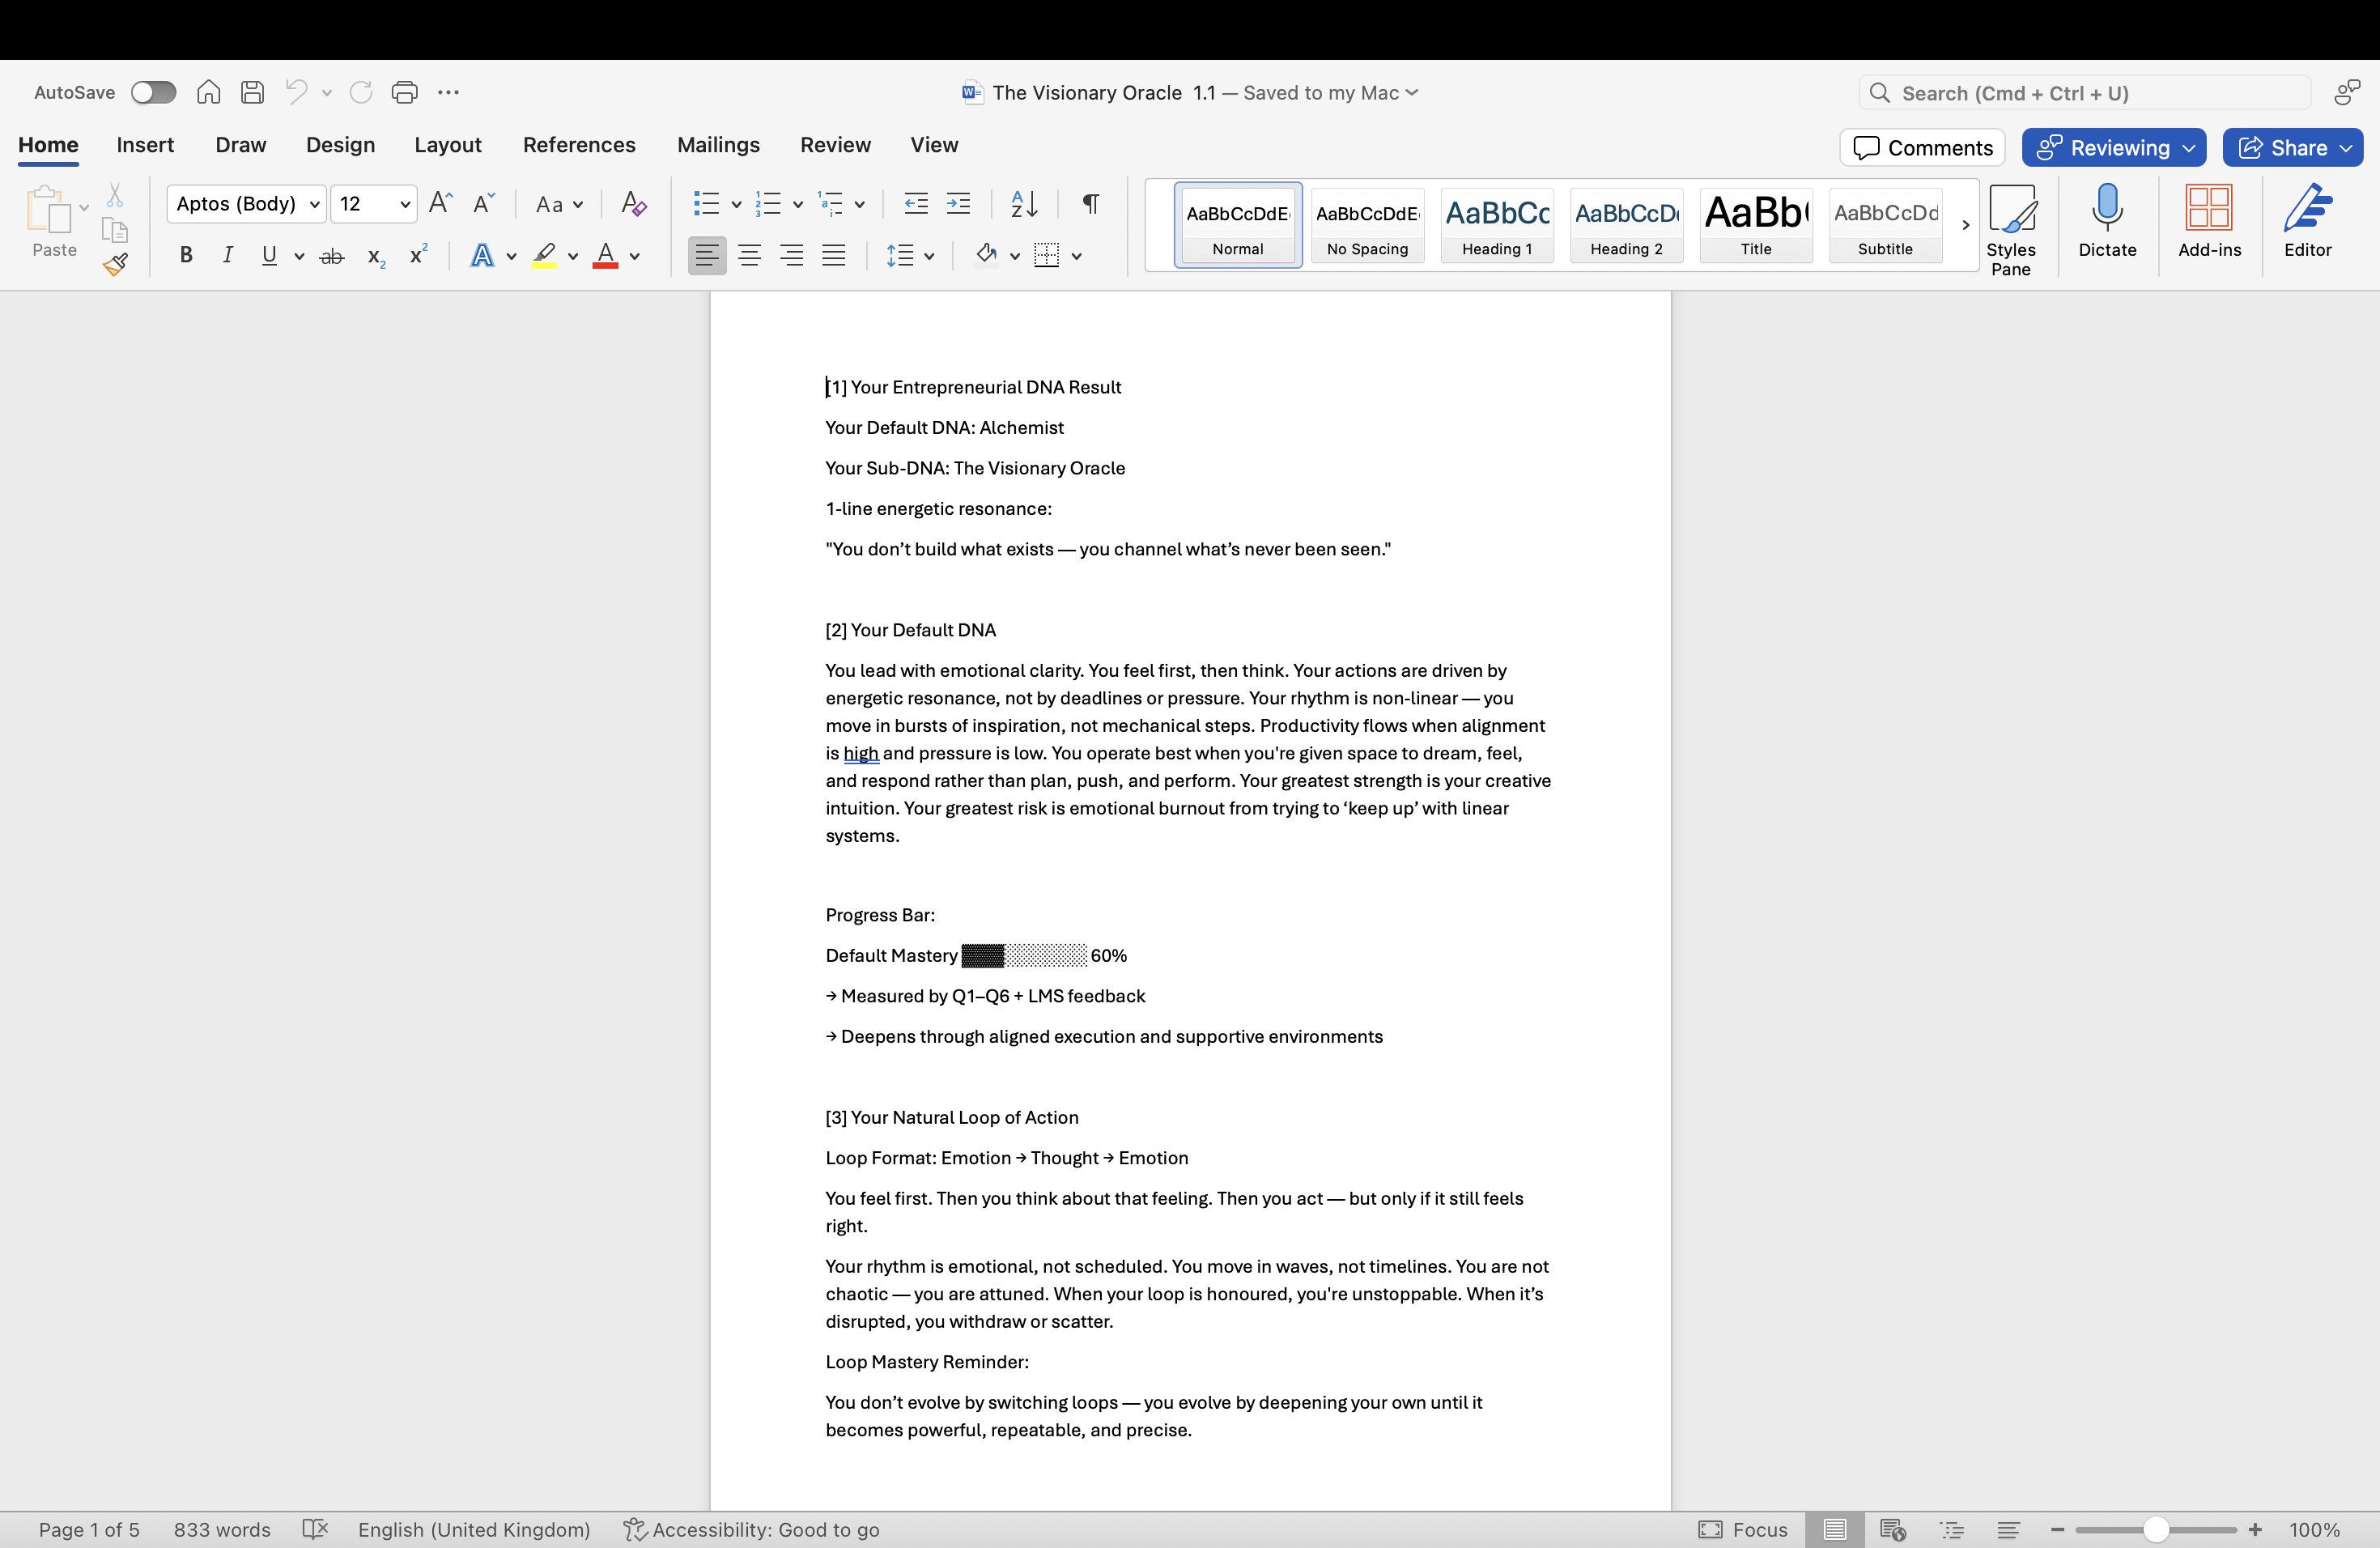 AutoSave
The Visionary Oracle 1.1 — Saved to my Mac
Search (Cmd + Ctrl + U)
Home Insert Draw Design Layout References Mailings Review View
Comments Reviewing Share
Paste
Aptos (Body) 12
AaBbCcDdE
Normal
AaBbCcDdE
No Spacing
AaBbCc
Heading 1
AaBbCcD
Heading 2
AaBb
Title
AaBbCcDd
Subtitle
Styles
Pane
Dictate
Add-ins
Editor
[1] Your Entrepreneurial DNA Result
Your Default DNA: Alchemist
Your Sub-DNA: The Visionary Oracle
1-line energetic resonance:
"You don’t build what exists — you channel what’s never been seen."
[2] Your Default DNA
You lead with emotional clarity. You feel first, then think. Your actions are driven by
energetic resonance, not by deadlines or pressure. Your rhythm is non-linear — you
move in bursts of inspiration, not mechanical steps. Productivity flows when alignment
is high and pressure is low. You operate best when you're given space to dream, feel,
and respond rather than plan, push, and perform. Your greatest strength is your creative
intuition. Your greatest risk is emotional burnout from trying to ‘keep up’ with linear
systems.
Progress Bar:
Default Mastery ▓▓▓░░░░░░ 60%
→ Measured by Q1–Q6 + LMS feedback
→ Deepens through aligned execution and supportive environments
[3] Your Natural Loop of Action
Loop Format: Emotion → Thought → Emotion
You feel first. Then you think about that feeling. Then you act — but only if it still feels
right.
Your rhythm is emotional, not scheduled. You move in waves, not timelines. You are not
chaotic — you are attuned. When your loop is honoured, you're unstoppable. When it’s
disrupted, you withdraw or scatter.
Loop Mastery Reminder:
You don’t evolve by switching loops — you evolve by deepening your own until it
becomes powerful, repeatable, and precise.
Page 1 of 5 833 words English (United Kingdom) Accessibility: Good to go Focus 100%